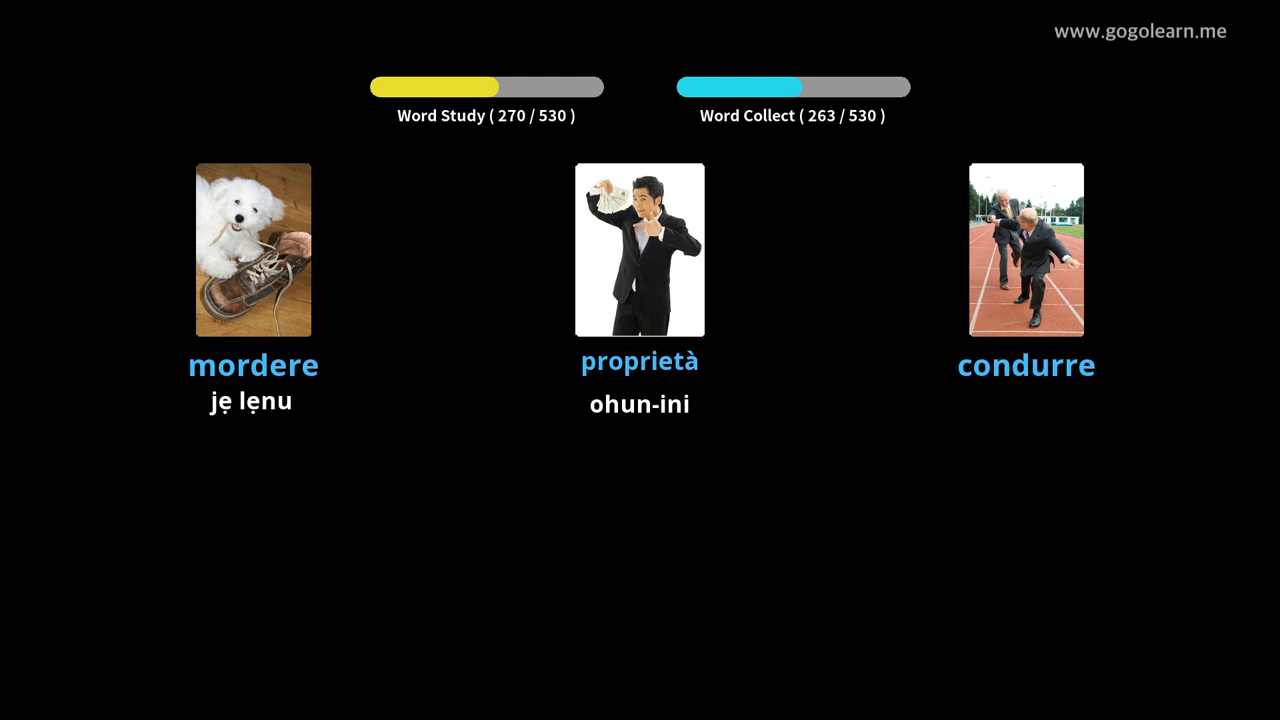 www.gogolearn.me
Word Study ( 270 / 530 )
Word Collect ( 263 / 530 )
mordere
jẹ lẹnu
proprietà
ohun-ini
condurre